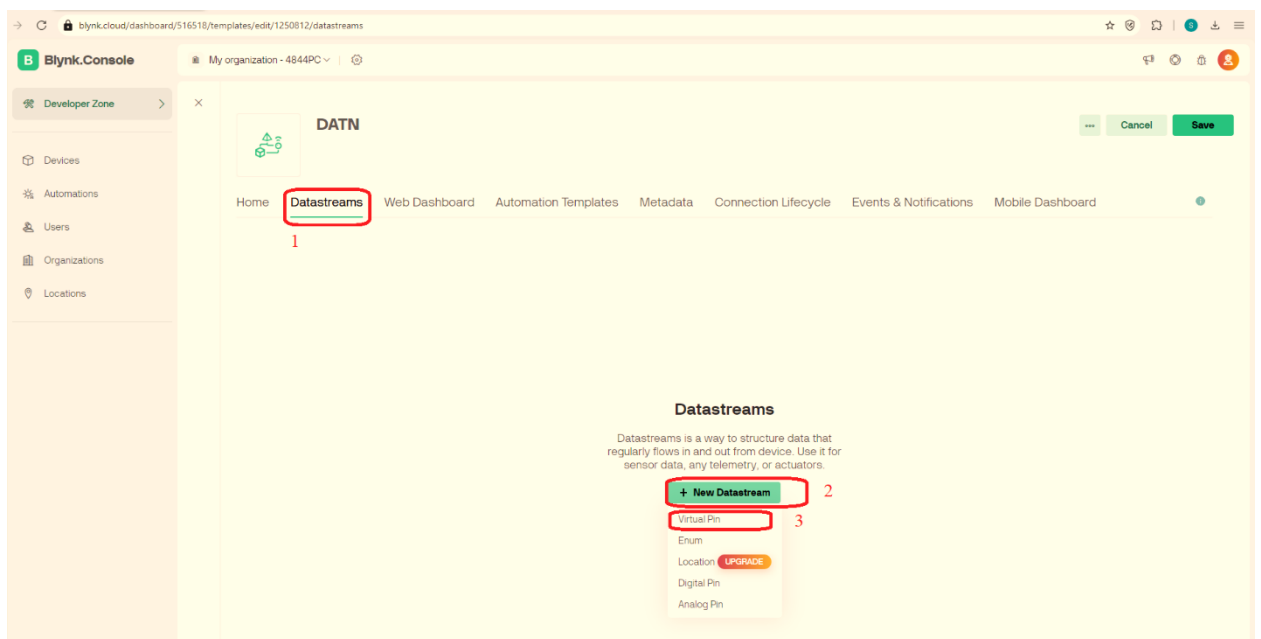 blynk.cloud/dashboard/516518/templates/edit/1250812/datastreams
S
B Blynk.Console
My organization - 4844PC
Developer Zone
Devices
Automations
Users
Organizations
Locations
DATN
... Cancel Save
Home Datastreams Web Dashboard Automation Templates Metadata Connection Lifecycle Events & Notifications Mobile Dashboard
1
Datastreams
Datastreams is a way to structure data that
regularly flows in and out from device. Use it for
sensor data, any telemetry, or actuators.
+ New Datastream 2
Virtual Pin 3
Enum
Location UPGRADE
Digital Pin
Analog Pin